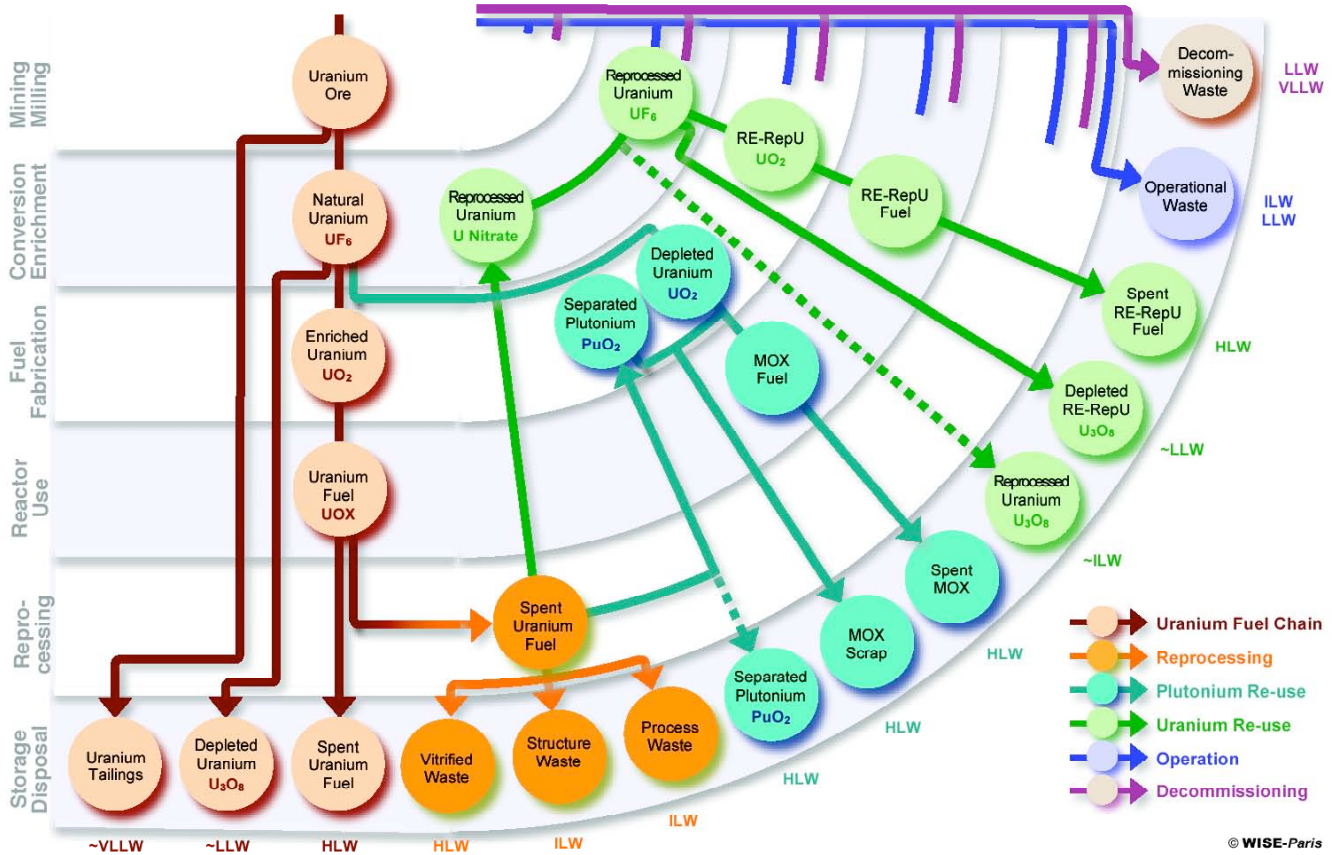 Mining
Milling
Conversion
Enrichment
Fuel
Fabrication
Reactor
Use
Repro-
cessing
Storage
Disposal
Uranium
Ore
Natural
Uranium
UF₆
Enriched
Uranium
UO₂
Uranium
Fuel
UOX
Uranium
Tailings
~VLLW
Depleted
Uranium
U₃O₈
~LLW
Spent
Uranium
Fuel
HLW
Spent
Uranium
Fuel
Vitrified
Waste
HLW
Structure
Waste
ILW
Process
Waste
ILW
Reprocessed
Uranium
U Nitrate
Reprocessed
Uranium
UF₆
RE-RepU
UO₂
RE-RepU
Fuel
Spent
RE-RepU
Fuel
HLW
Depleted
RE-RepU
U₃O₈
~LLW
Reprocessed
Uranium
U₃O₈
~ILW
Depleted
Uranium
UO₂
Separated
Plutonium
PuO₂
MOX
Fuel
Spent
MOX
HLW
MOX
Scrap
HLW
Separated
Plutonium
PuO₂
HLW
Decom-
missioning
Waste
LLW
VLLW
Operational
Waste
ILW
LLW
Uranium Fuel Chain
Reprocessing
Plutonium Re-use
Uranium Re-use
Operation
Decommissioning
© WISE-Paris